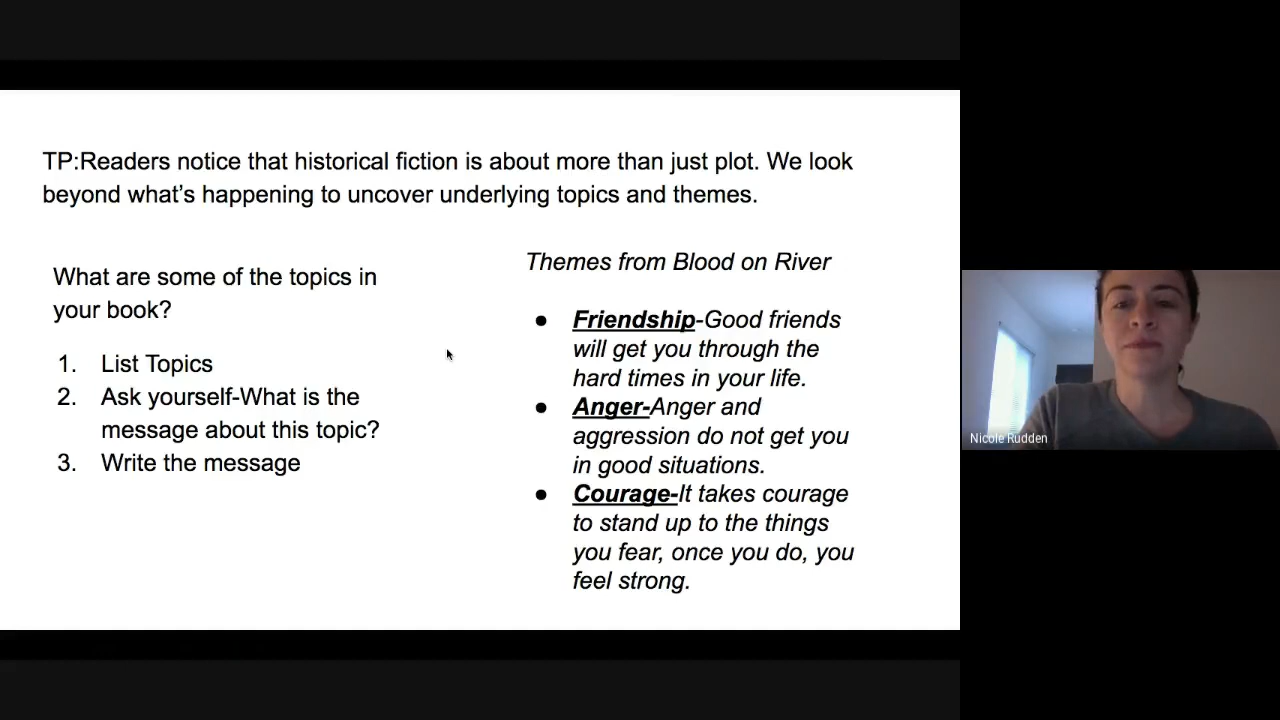 TP:Readers notice that historical fiction is about more than just plot. We look
beyond what's happening to uncover underlying topics and themes.
What are some of the topics in
your book?
1. List Topics
2. Ask yourself-What is the
message about this topic?
3. Write the message
Themes from Blood on River
● Friendship-Good friends
will get you through the
hard times in your life.
● Anger-Anger and
aggression do not get you
in good situations.
● Courage-It takes courage
to stand up to the things
you fear, once you do, you
feel strong.
Nicole Rudden